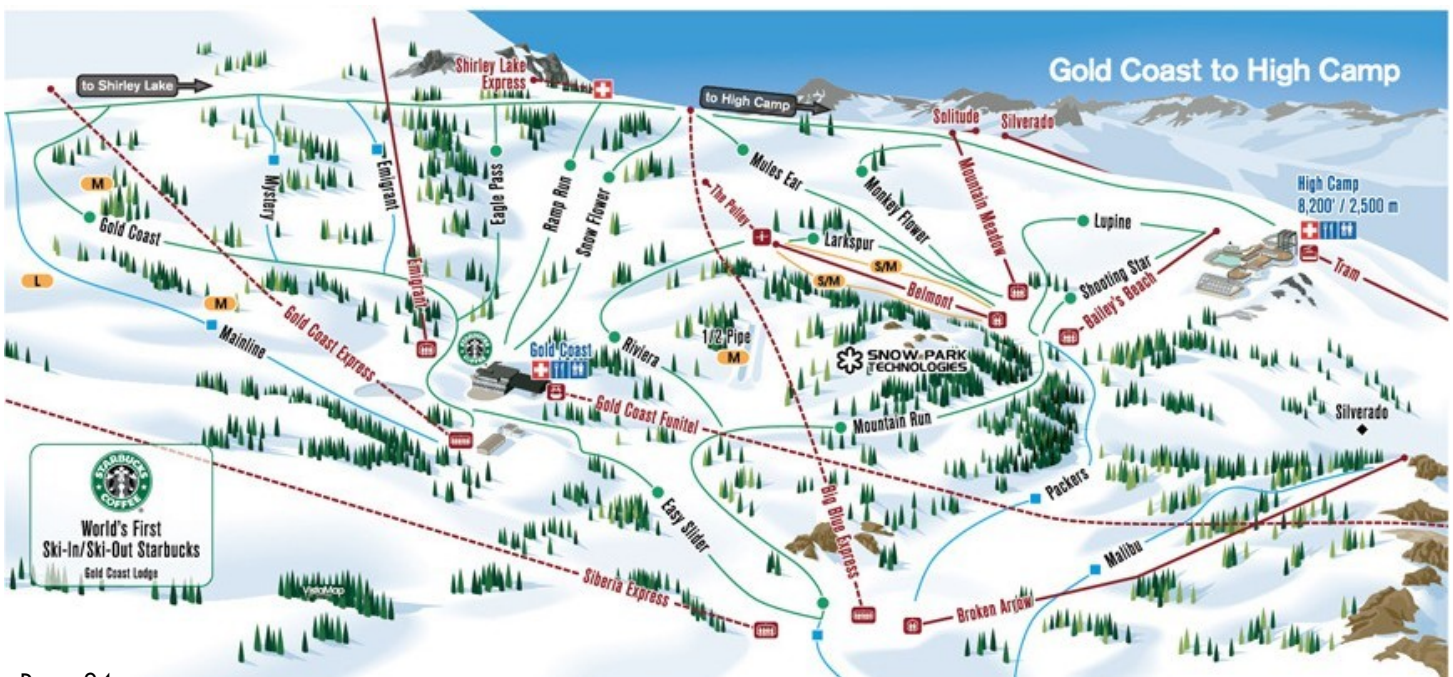 to Shirley Lake
Shirley Lake
Express
to High Camp
Gold Coast to High Camp
Solitude
Silverado
M
Gold Coast
Mystery
Emigrant
Eagle Pass
Ramp Run
Snow Flower
Mules Ear
Monkey Flower
Mountain Meadow
Lupine
High Camp
8,200' / 2,500 m
Tram
The Pulley
Larkspur
S/M
S/M
Belmont
Shooting Star
Bailey's Beach
L
M
Mainline
Gold Coast Express
Emigrant
Gold Coast
Riviera
1/2 Pipe
M
SNOW PARK
TECHNOLOGIES
Gold Coast Funitel
Mountain Run
Silverado
STARBUCKS
COFFEE
World's First
Ski-In/Ski-Out Starbucks
Gold Coast Lodge
VistaMap
Easy Slider
Big Blue Express
Packers
Malibu
Siberia Express
Broken Arrow